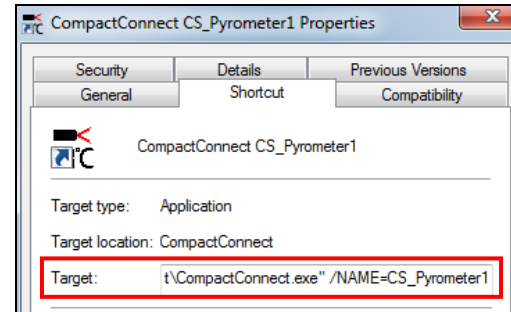 CompactConnect CS_Pyrometer1 Properties
Security Details Previous Versions
General Shortcut Compatibility
°C CompactConnect CS_Pyrometer1
Target type: Application
Target location: CompactConnect
Target: t\CompactConnect.exe" /NAME=CS_Pyrometer1